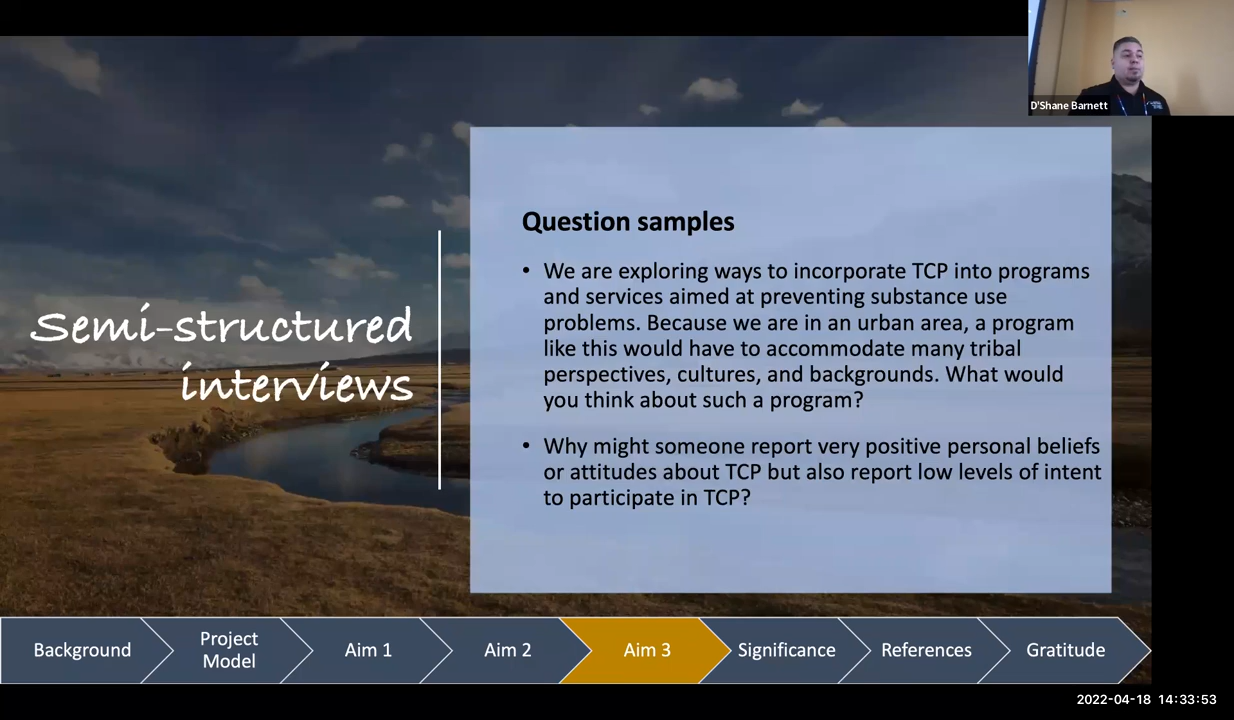 D'Shane Barnett
Semi-structured
interviews
Question samples
• We are exploring ways to incorporate TCP into programs
and services aimed at preventing substance use
problems. Because we are in an urban area, a program
like this would have to accommodate many tribal
perspectives, cultures, and backgrounds. What would
you think about such a program?
• Why might someone report very positive personal beliefs
or attitudes about TCP but also report low levels of intent
to participate in TCP?
Background
Project
Model
Aim 1
Aim 2
Aim 3
Significance
References
Gratitude
2022-04-18 14:33:53